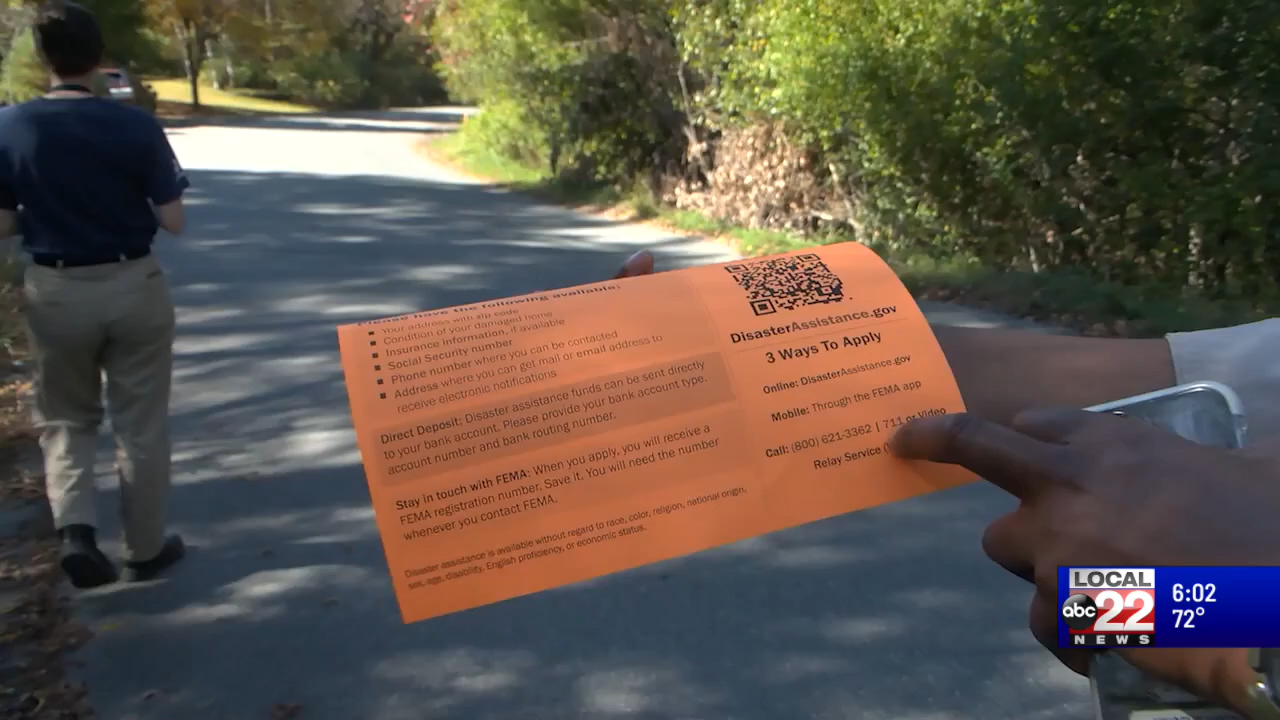 Please have the following available:
▪ Your address with zip code
▪ Condition of your damaged home
▪ Insurance information, if available
▪ Social Security number
▪ Phone number where you can be contacted
▪ Address where you can get mail or email address to
receive electronic notifications
Direct Deposit: Disaster assistance funds can be sent directly
to your bank account. Please provide your bank account type,
account number and bank routing number.
Stay in touch with FEMA: When you apply, you will receive a
FEMA registration number. Save it. You will need the number
whenever you contact FEMA.
Disaster assistance is available without regard to race, color, religion, national origin,
sex, age, disability, English proficiency, or economic status.
DisasterAssistance.gov
3 Ways To Apply
Online: DisasterAssistance.gov
Mobile: Through the FEMA app
Call: (800) 621-3362 | 711 or Video
Relay Service
LOCAL
abc 22
NEWS
6:02
72°